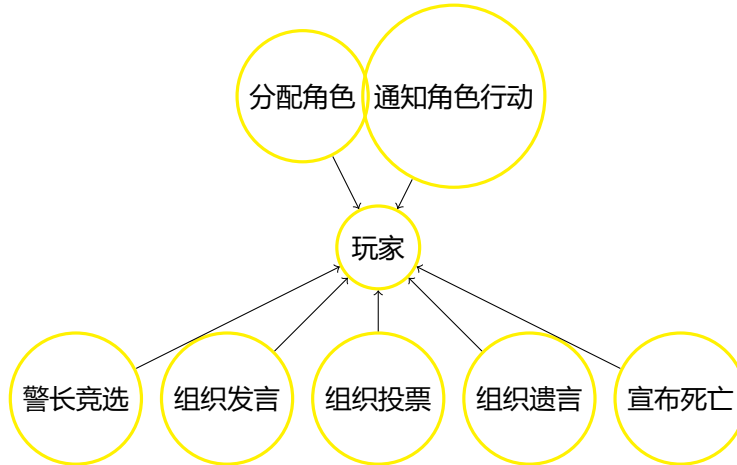 分配角色
通知角色行动
玩家
警长竞选
组织发言
组织投票
组织遗言
宣布死亡